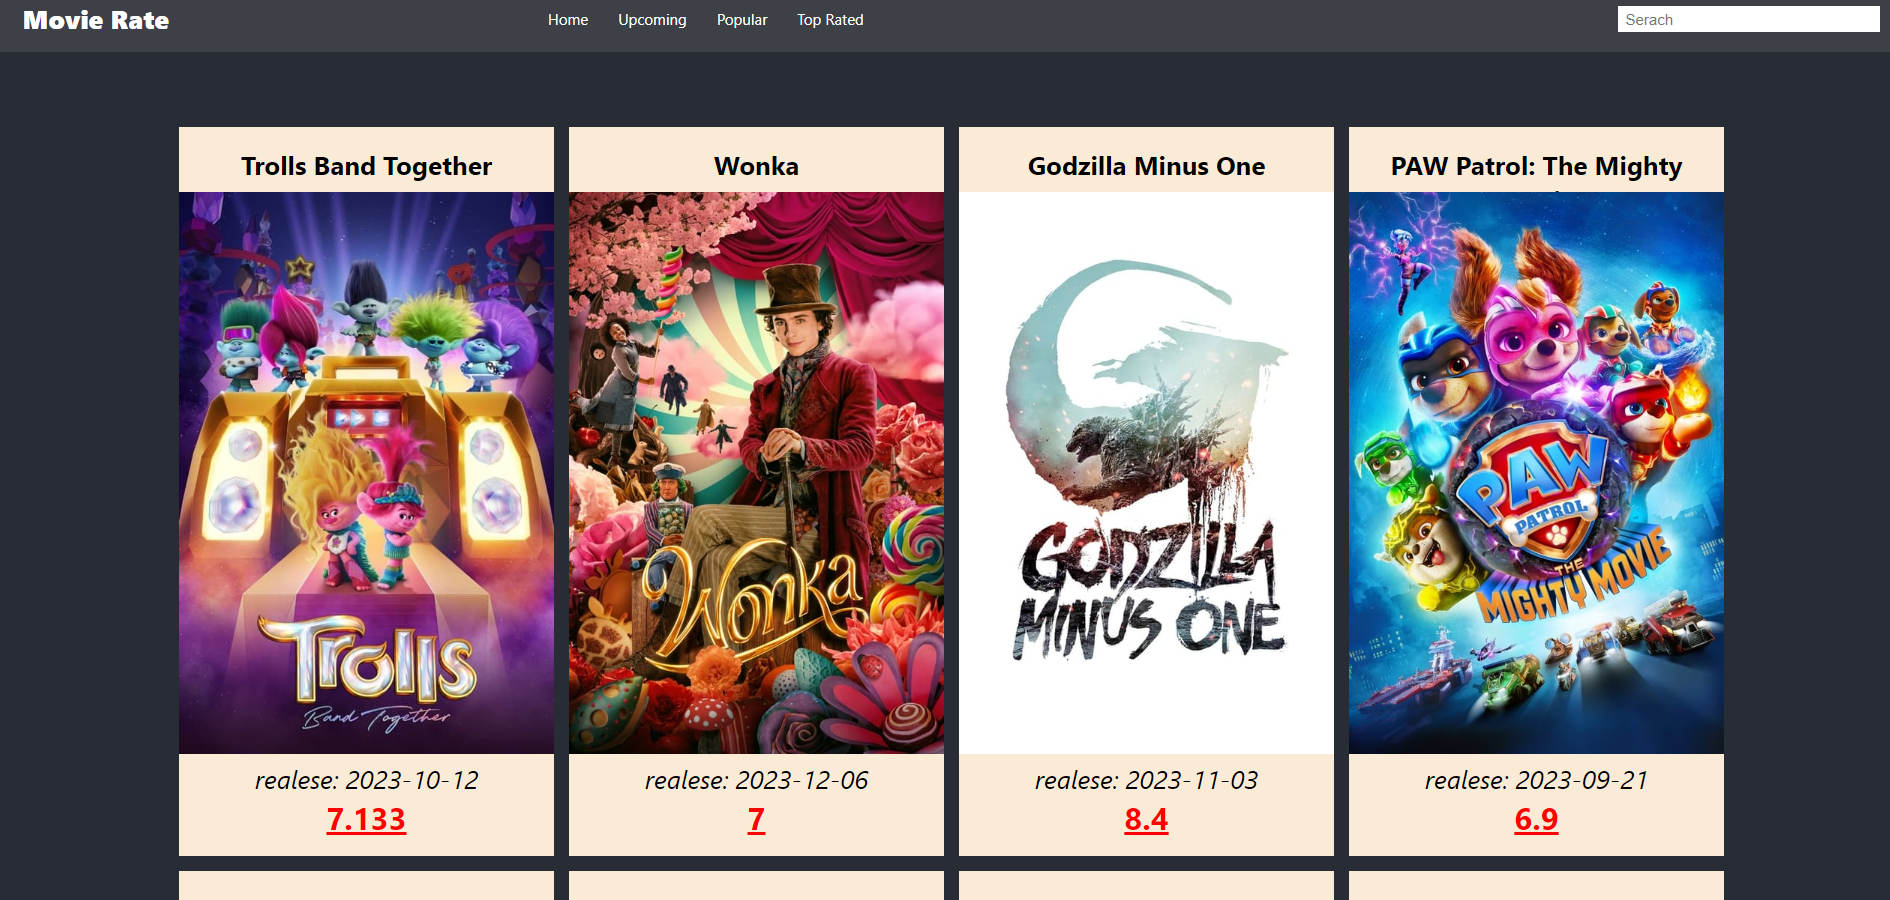 Movie Rate
Home Upcoming Popular Top Rated
Serach
Trolls Band Together
Wonka
Godzilla Minus One
PAW Patrol: The Mighty
Trolls
Band Together
Wonka
GODZILLA
MINUS ONE
PAW
PATROL
THE
MIGHTY MOVIE
realese: 2023-10-12
7.133
realese: 2023-12-06
7
realese: 2023-11-03
8.4
realese: 2023-09-21
6.9